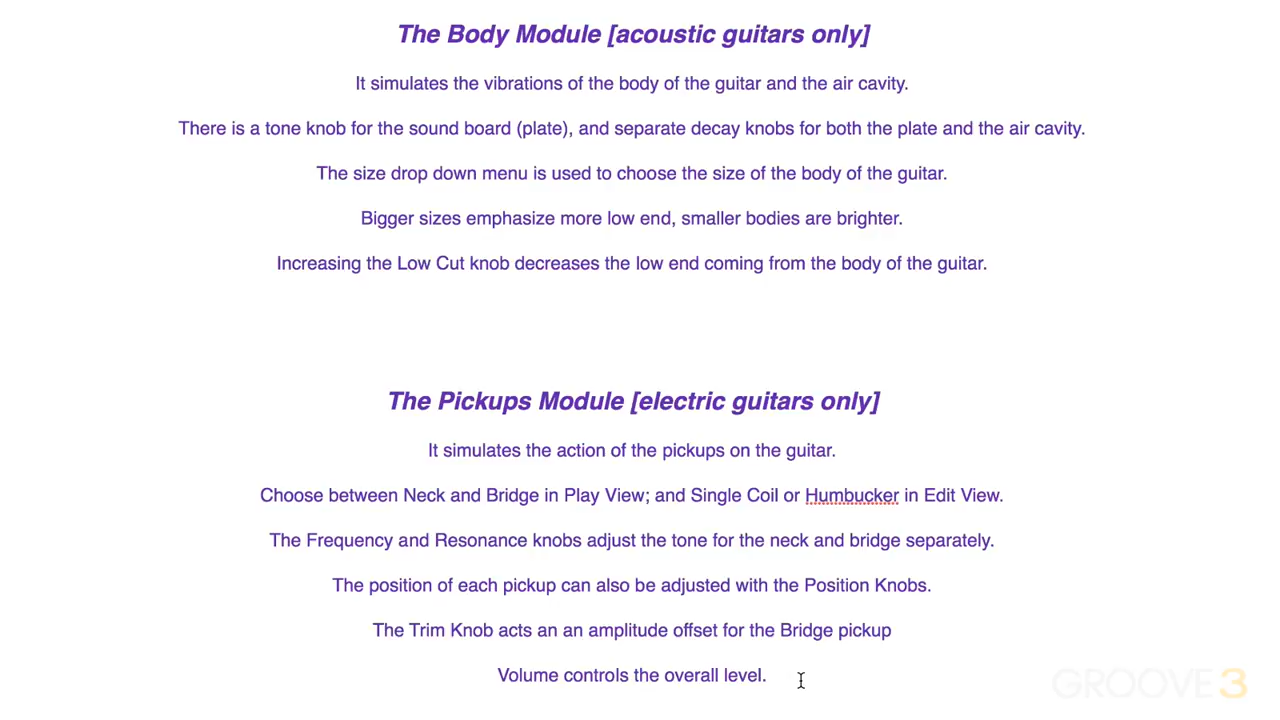 The Body Module [acoustic guitars only]
It simulates the vibrations of the body of the guitar and the air cavity.
There is a tone knob for the sound board (plate), and separate decay knobs for both the plate and the air cavity.
The size drop down menu is used to choose the size of the body of the guitar.
Bigger sizes emphasize more low end, smaller bodies are brighter.
Increasing the Low Cut knob decreases the low end coming from the body of the guitar.
The Pickups Module [electric guitars only]
It simulates the action of the pickups on the guitar.
Choose between Neck and Bridge in Play View; and Single Coil or Humbucker in Edit View.
The Frequency and Resonance knobs adjust the tone for the neck and bridge separately.
The position of each pickup can also be adjusted with the Position Knobs.
The Trim Knob acts an an amplitude offset for the Bridge pickup
Volume controls the overall level.
GROOVE3